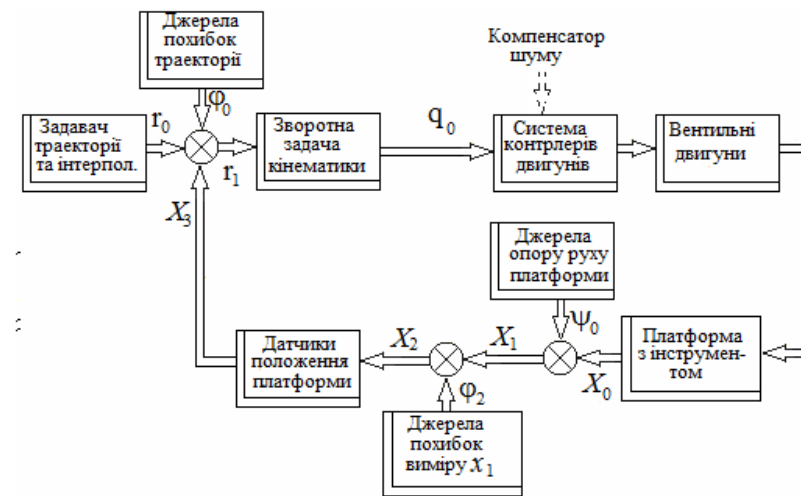 Джерела
похибок
траекторії
Компенсатор
шуму
φ₀
Задавач
траекторії
та інтерпол.
r₀
r₁
Зворотна
задача
кінематики
q₀
Система
контрлерів
двигунів
Вентильні
двигуни
X₃
Джерела
опору руху
платформи
ψ₀
Датчики
положення
платформи
X₂
X₁
X₀
Платформа
з інструмен-
том
φ₂
Джерела
похибок
виміру x₁